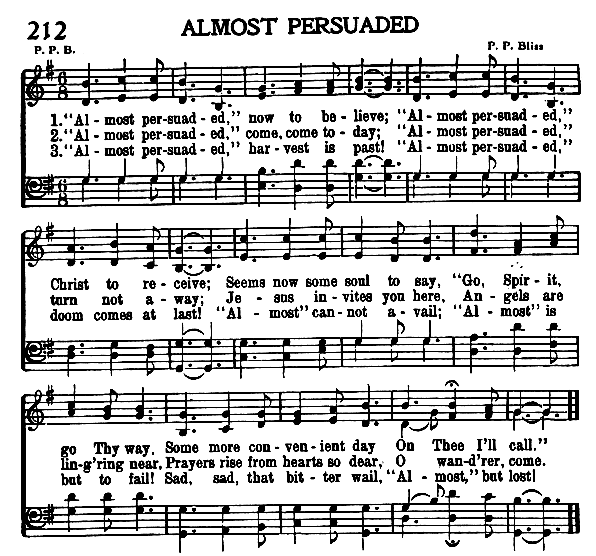 212 ALMOST PERSUADED
P. P. B. P. P. Bliss
1. “Al - most per-suad - ed,” now to be - lieve; “Al - most per-suad - ed,”
2. “Al - most per-suad - ed,” come, come to - day; “Al - most per-suad - ed,”
3. “Al - most per-suad - ed,” har - vest is past! “Al - most per-suad - ed,”
Christ to re - ceive; Seems now some soul to say, “Go, Spir - it,
turn not a - way; Je - sus in - vites you here, An - gels are
doom comes at last! “Al - most” can - not a - vail; “Al - most” is
go Thy way, Some more con - ven - ient day On Thee I'll call.”
ling-'ring near, Prayers rise from hearts so dear, O wand-'rer, come.
but to fail! Sad, sad, that bit - ter wail, “Al - most,” but lost!